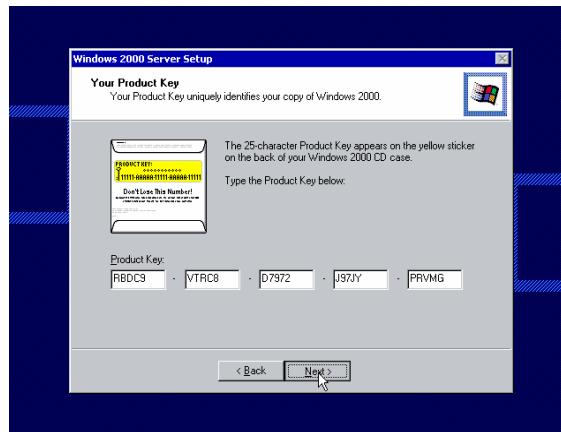 Windows 2000 Server Setup
Your Product Key
Your Product Key uniquely identifies your copy of Windows 2000.
The 25-character Product Key appears on the yellow sticker
on the back of your Windows 2000 CD case.
Type the Product Key below:
PRODUCT KEY:
11111-AAAAA-11111-AAAAA-11111
Don't Lose This Number!
Product Key:
RBDC9 - VTRC8 - D7972 - J97JY - PRVMG
< Back Next >